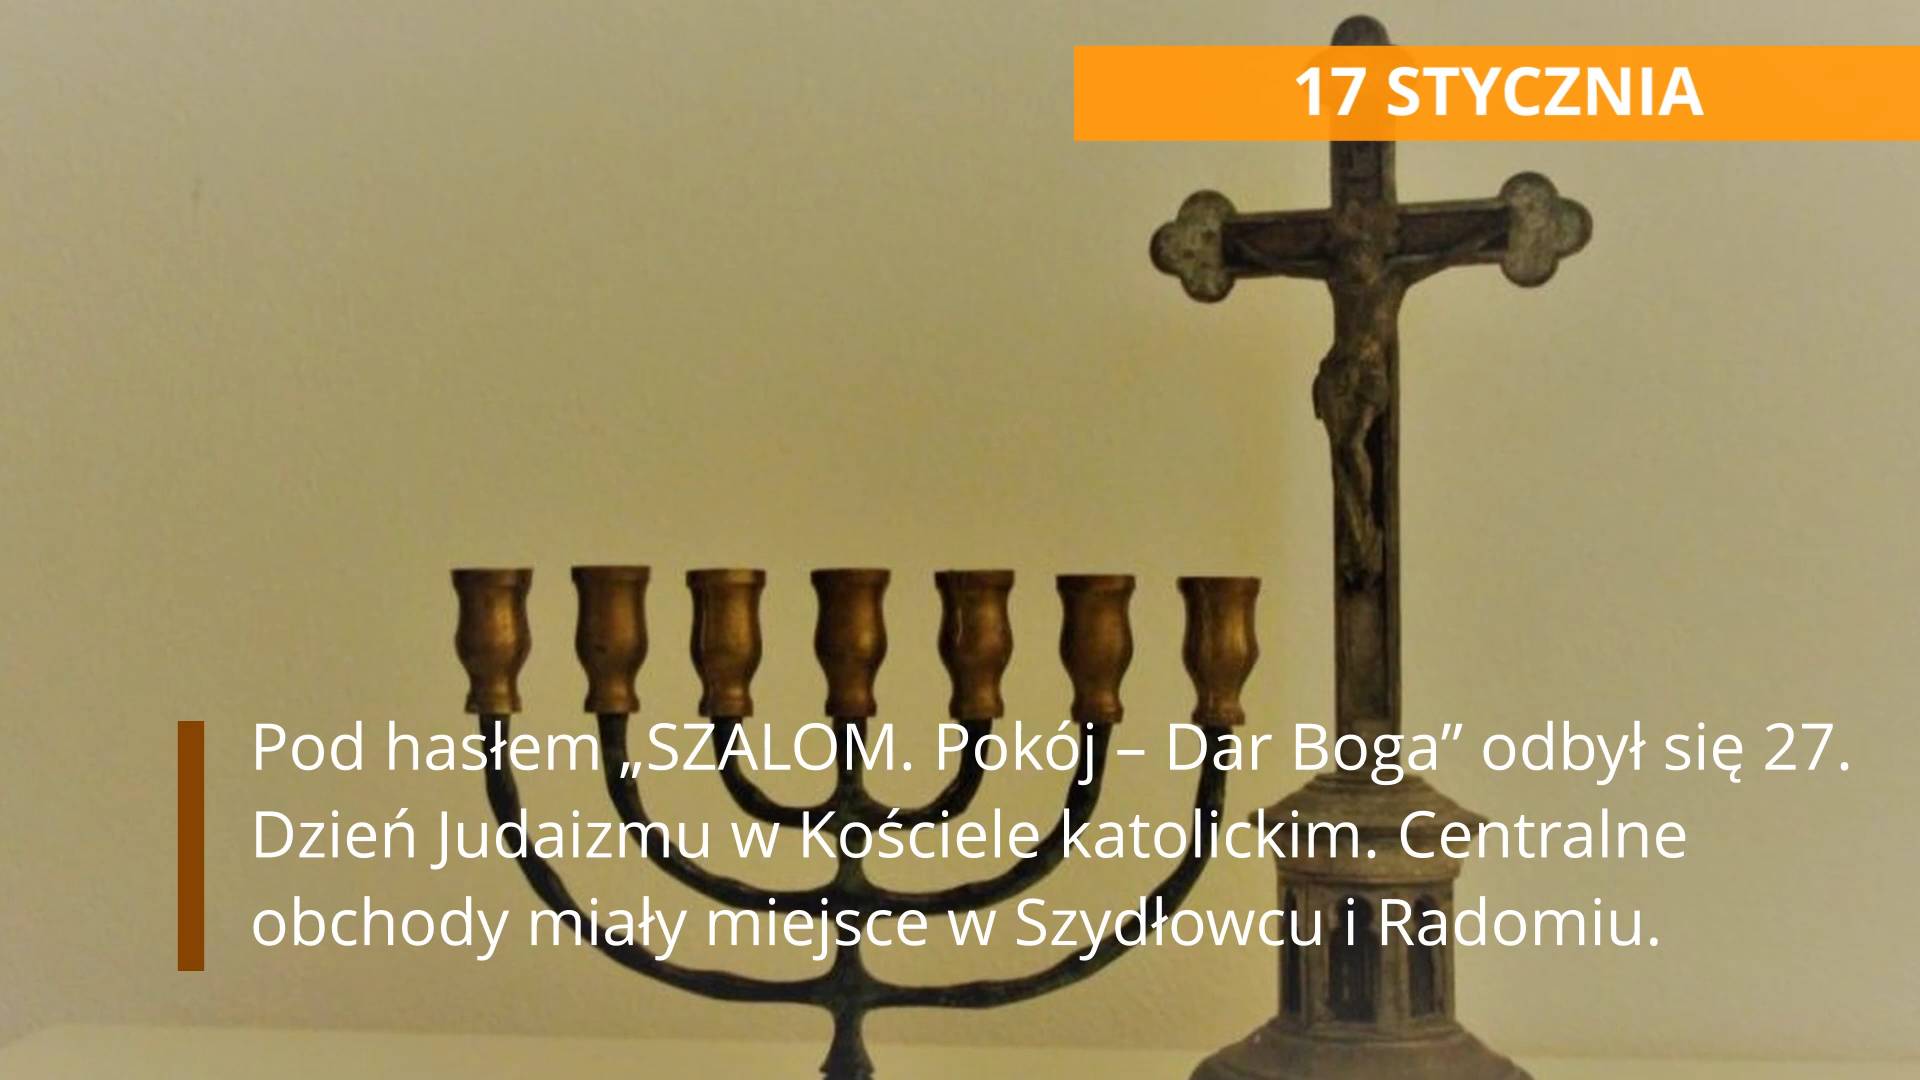 17 STYCZNIA
Pod hasłem „SZALOM. Pokój – Dar Boga” odbył się 27.
Dzień Judaizmu w Kościele katolickim. Centralne
obchody miały miejsce w Szydłowcu i Radomiu.